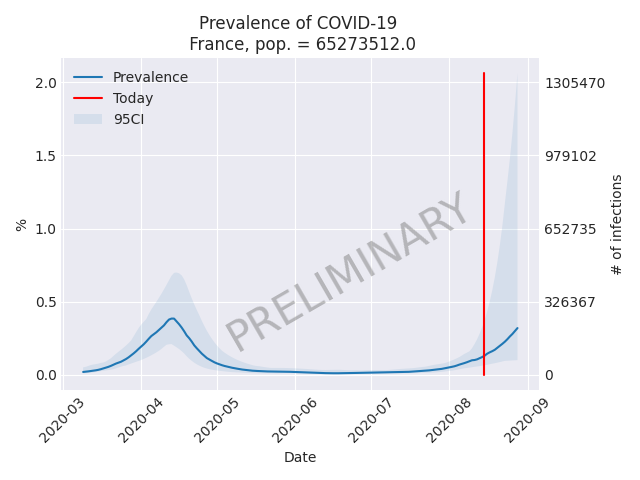 Prevalence of COVID-19
France, pop. = 65273512.0
Prevalence
Today
95CI
2.0
1.5
1.0
0.5
0.0
%
1305470
979102
652735
326367
0
# of infections
PRELIMINARY
2020-03
2020-04
2020-05
2020-06
2020-07
2020-08
2020-09
Date